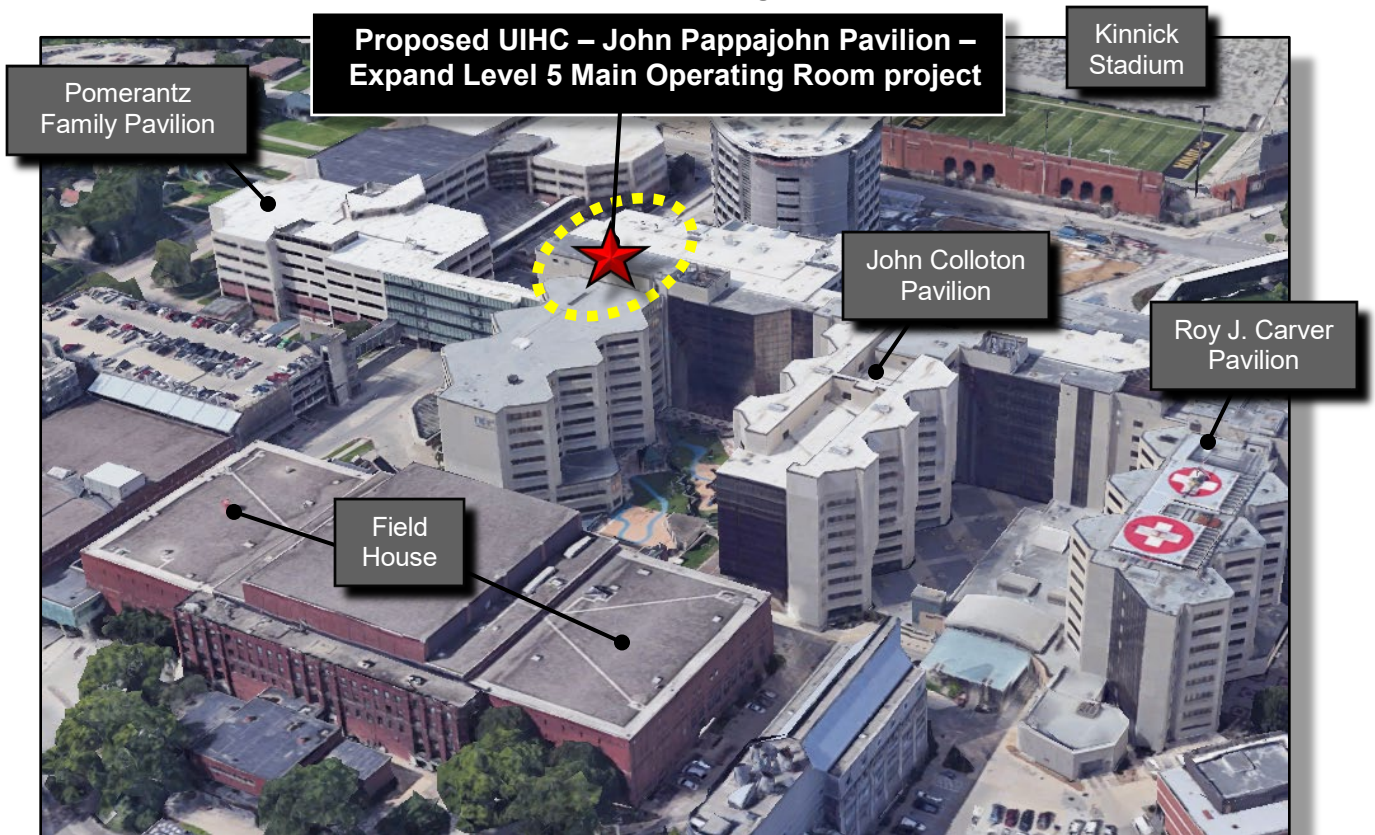 Proposed UIHC – John Pappajohn Pavilion –
Expand Level 5 Main Operating Room project
Kinnick
Stadium
Pomerantz
Family Pavilion
John Colloton
Pavilion
Roy J. Carver
Pavilion
Field
House